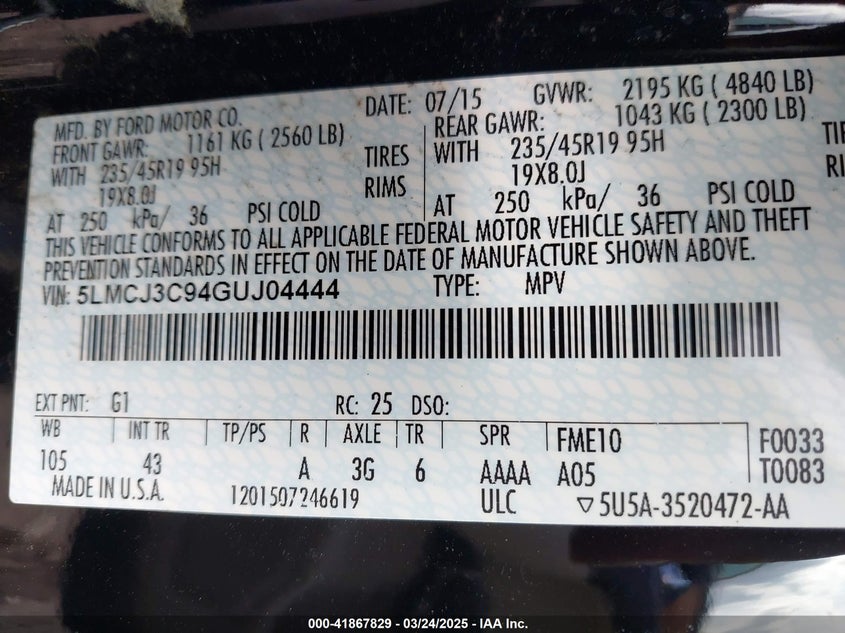 MFD. BY FORD MOTOR CO. DATE: 07/15 GVWR: 2195 KG ( 4840 LB)
FRONT GAWR: 1161 KG ( 2560 LB) REAR GAWR: 1043 KG ( 2300 LB)
WITH 235/45R19 95H TIRES WITH 235/45R19 95H TI
19X8.0J RIMS 19X8.0J RI
AT 250 kPa/ 36 PSI COLD AT 250 kPa/ 36 PSI COLD
THIS VEHICLE CONFORMS TO ALL APPLICABLE FEDERAL MOTOR VEHICLE SAFETY AND THEFT
PREVENTION STANDARDS IN EFFECT ON THE DATE OF MANUFACTURE SHOWN ABOVE.
VIN: 5LMCJ3C94GUJ04444 TYPE: MPV
EXT PNT: G1 RC: 25 DSO:
WB INT TR TP/PS R AXLE TR SPR FME10 F0033
105 43 A 3G 6 AAAA A05 T0083
MADE IN U.S.A. 1201507246619 ULC ▽5U5A-3520472-AA
000-41867829 — 03/24/2025 — IAA Inc.